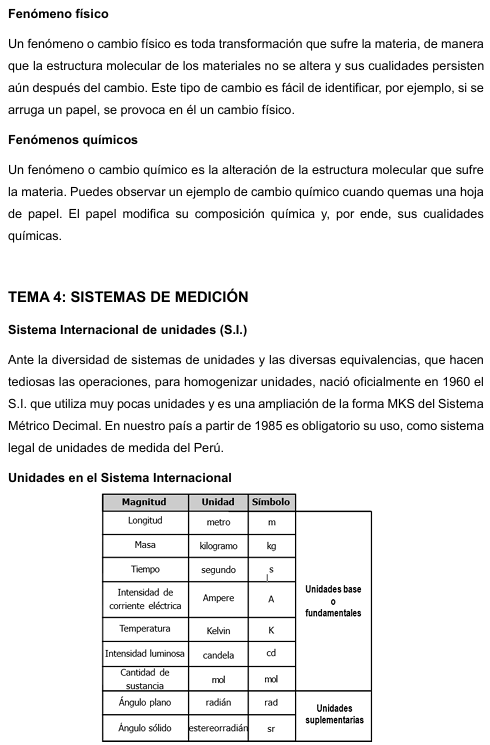 Fenómeno físico
Un fenómeno o cambio físico es toda transformación que sufre la materia, de manera
que la estructura molecular de los materiales no se altera y sus cualidades persisten
aún después del cambio. Este tipo de cambio es fácil de identificar, por ejemplo, si se
arruga un papel, se provoca en él un cambio físico.
Fenómenos químicos
Un fenómeno o cambio químico es la alteración de la estructura molecular que sufre
la materia. Puedes observar un ejemplo de cambio químico cuando quemas una hoja
de papel. El papel modifica su composición química y, por ende, sus cualidades
químicas.
TEMA 4: SISTEMAS DE MEDICIÓN
Sistema Internacional de unidades (S.I.)
Ante la diversidad de sistemas de unidades y las diversas equivalencias, que hacen
tediosas las operaciones, para homogenizar unidades, nació oficialmente en 1960 el
S.I. que utiliza muy pocas unidades y es una ampliación de la forma MKS del Sistema
Métrico Decimal. En nuestro país a partir de 1985 es obligatorio su uso, como sistema
legal de unidades de medida del Perú.
Unidades en el Sistema Internacional
Magnitud Unidad Símbolo
Longitud metro m
Masa kilogramo kg
Tiempo segundo s
Intensidad de
corriente eléctrica Ampere A
Temperatura Kelvin K
Intensidad luminosa candela cd
Cantidad de
sustancia mol mol
Unidades base
o
fundamentales
Ángulo plano radián rad
Ángulo sólido estereorradián sr
Unidades
suplementarias